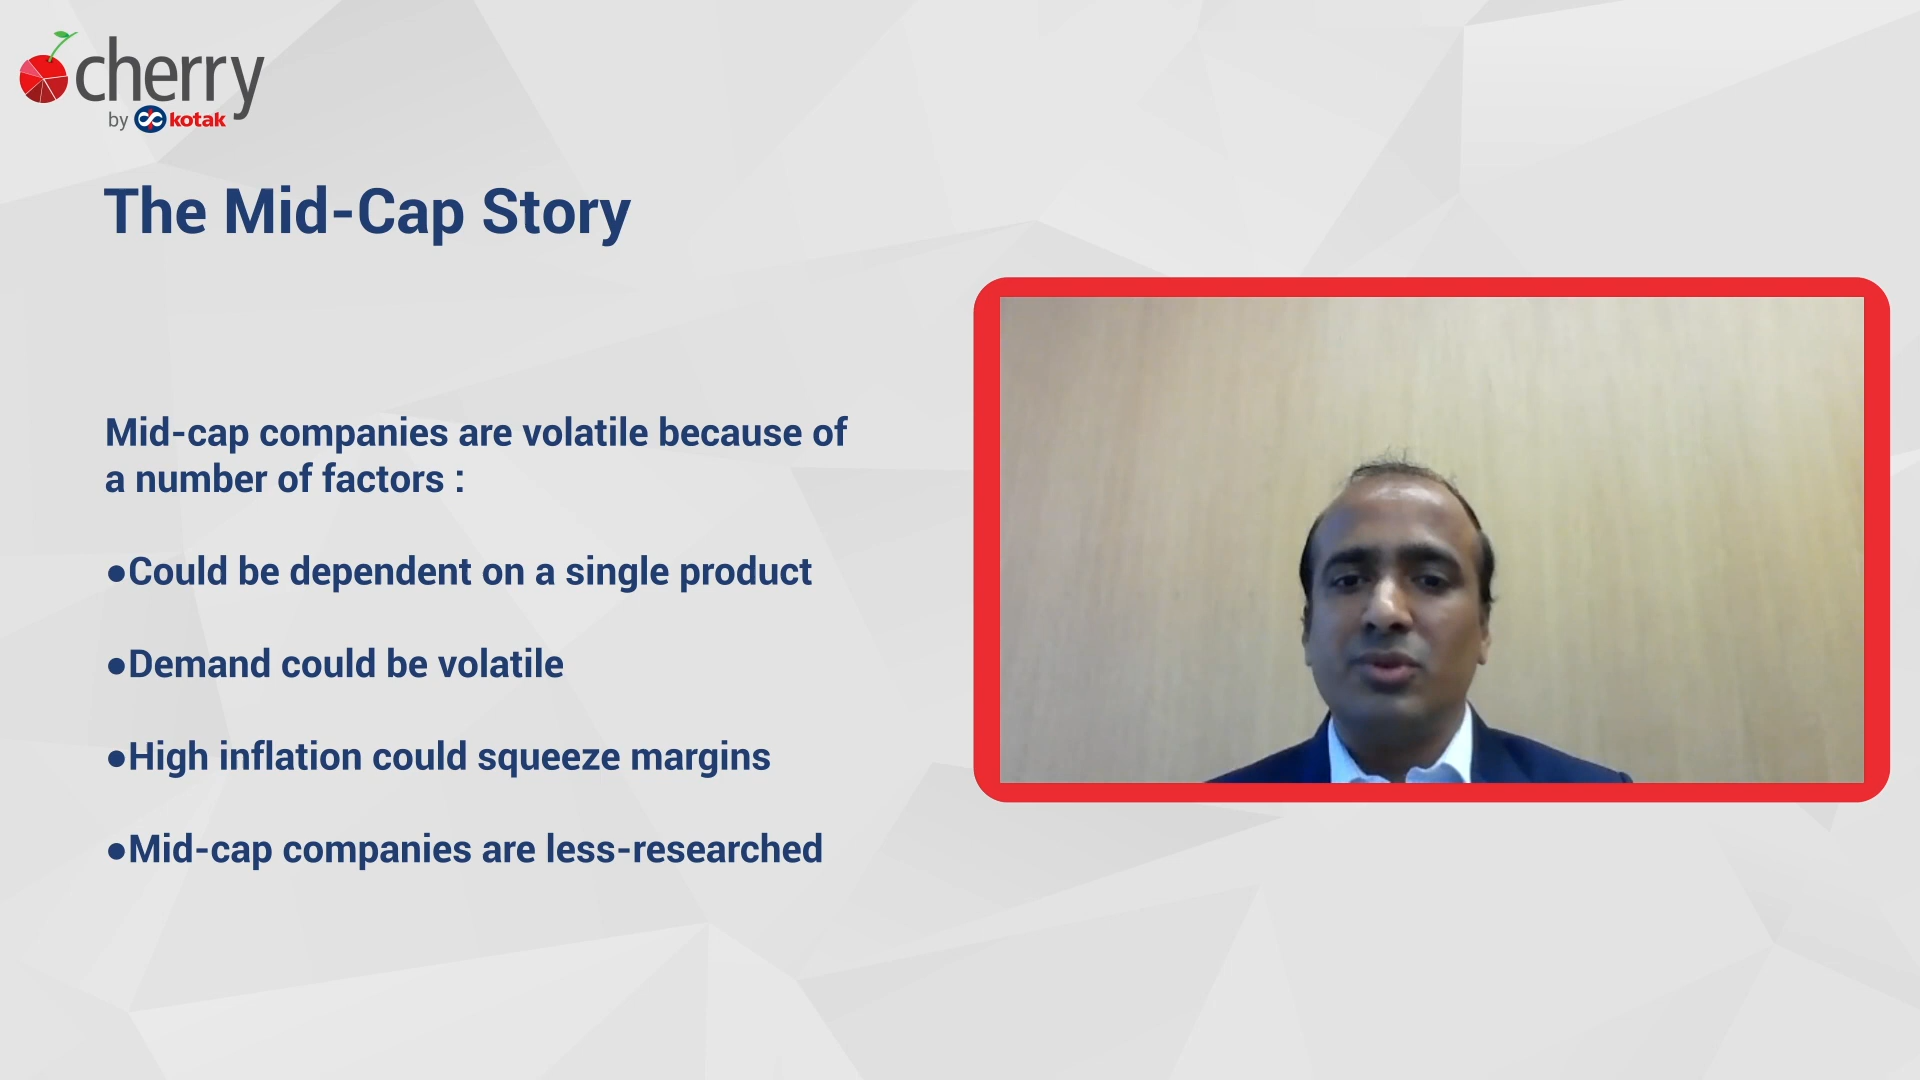 cherry
by kotak
The Mid-Cap Story
Mid-cap companies are volatile because of
a number of factors :
●Could be dependent on a single product
●Demand could be volatile
●High inflation could squeeze margins
●Mid-cap companies are less-researched